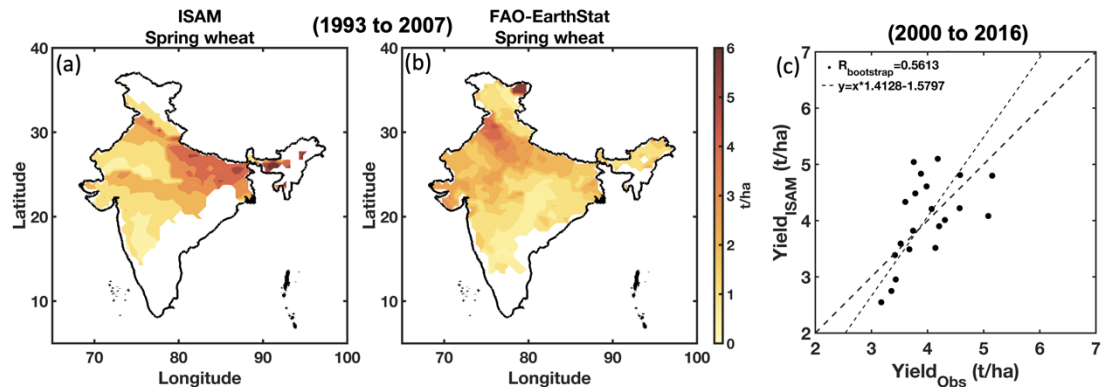 ISAM
Spring wheat
(1993 to 2007)
FAO-EarthStat
Spring wheat
(2000 to 2016)
(a)
40
30
20
10
Latitude
70
80
90
100
Longitude
(b)
40
30
20
10
Latitude
70
80
90
100
Longitude
6
5
4
3
2
1
0
t/ha
(c)
R_bootstrap=0.5613
y=x*1.4128-1.5797
7
6
5
4
3
2
Yield_ISAM (t/ha)
2
3
4
5
6
7
Yield_Obs (t/ha)